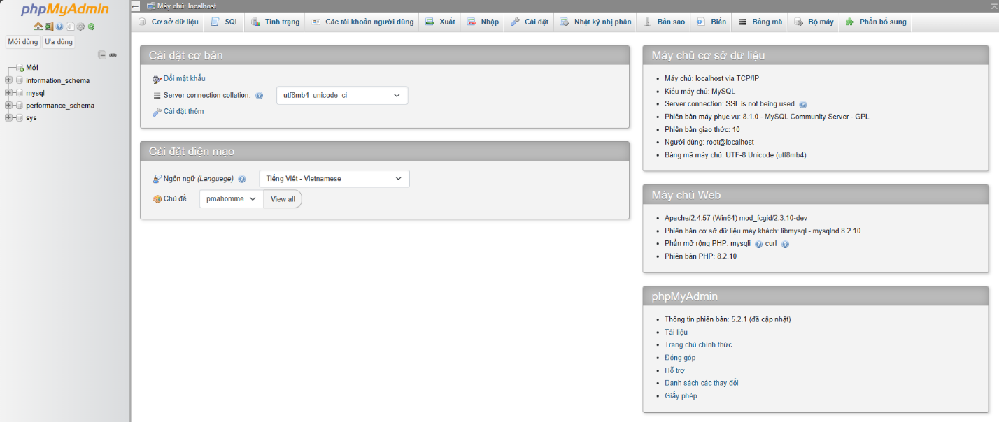 phpMyAdmin
Mới dùng Ưa dùng
Mới
information_schema
mysql
performance_schema
sys
Máy chủ: localhost
Cơ sở dữ liệu SQL Tình trạng Các tài khoản người dùng Xuất Nhập Cài đặt Nhật ký nhị phân Bản sao Biến Bảng mã Bộ máy Phần bổ sung
Cài đặt cơ bản
Đổi mật khẩu
Server connection collation: utf8mb4_unicode_ci
Cài đặt thêm
Cài đặt diện mạo
Ngôn ngữ (Language) Tiếng Việt - Vietnamese
Chủ đề pmahomme View all
Máy chủ cơ sở dữ liệu
Máy chủ: localhost via TCP/IP
Kiểu máy chủ: MySQL
Server connection: SSL is not being used
Phiên bản máy phục vụ: 8.1.0 - MySQL Community Server - GPL
Phiên bản giao thức: 10
Người dùng: root@localhost
Bảng mã máy chủ: UTF-8 Unicode (utf8mb4)
Máy chủ Web
Apache/2.4.57 (Win64) mod_fcgid/2.3.10-dev
Phiên bản cơ sở dữ liệu máy khách: libmysql - mysqlnd 8.2.10
Phần mở rộng PHP: mysqli curl
Phiên bản PHP: 8.2.10
phpMyAdmin
Thông tin phiên bản: 5.2.1 (đã cập nhật)
Tài liệu
Trang chủ chính thức
Đóng góp
Hỗ trợ
Danh sách các thay đổi
Giấy phép